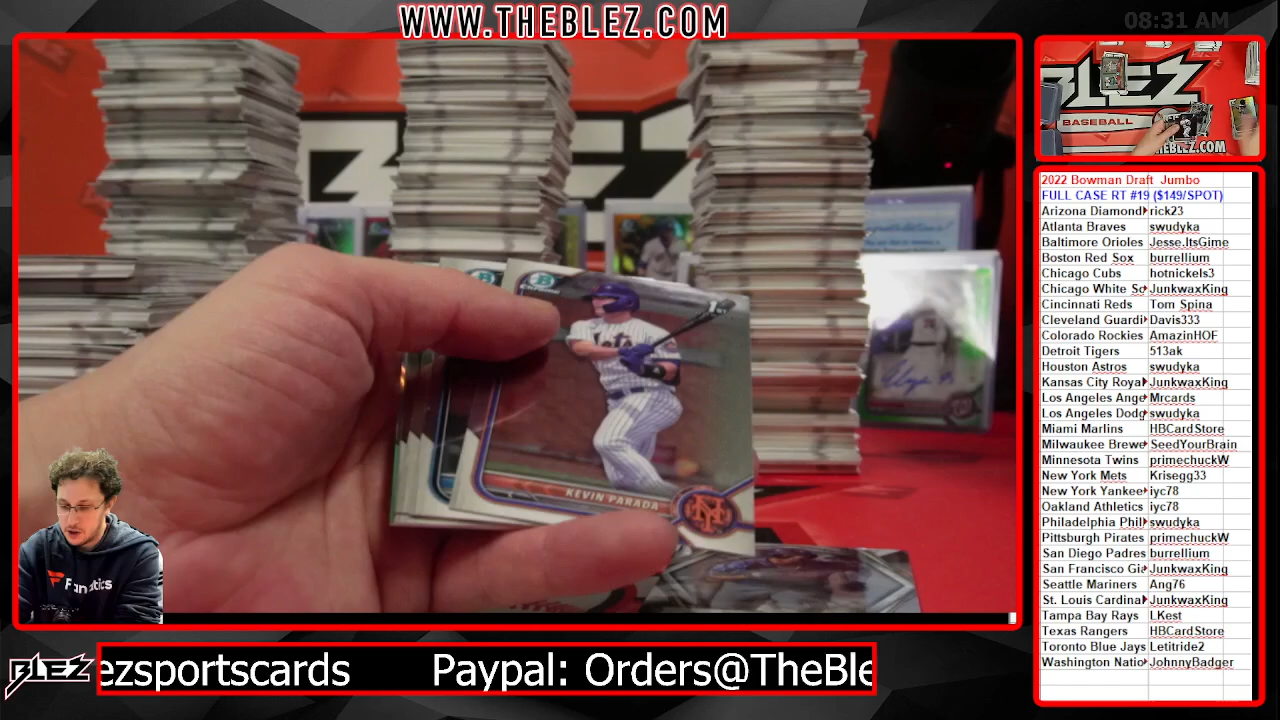 WWW.THEBLEZ.COM
08:31 AM
BLEZ
BASEBALL
THEBLEZ.COM
2022 Bowman Draft Jumbo
FULL CASE RT #19 ($149/SPOT)
Arizona Diamond rick23
Atlanta Braves swudyka
Baltimore Orioles Jesse.ItsGime
Boston Red Sox burrellium
Chicago Cubs hotnickels3
Chicago White So JunkwaxKing
Cincinnati Reds Tom Spina
Cleveland Guardi Davis333
Colorado Rockies AmazinHOF
Detroit Tigers 513ak
Houston Astros swudyka
Kansas City Royal JunkwaxKing
Los Angeles Ange Mrcards
Los Angeles Dodg swudyka
Miami Marlins HBCardStore
Milwaukee Brewe SeedYourBrain
Minnesota Twins primechuckW
New York Mets Krisegg33
New York Yankee iyc78
Oakland Athletics iyc78
Philadelphia Phil swudyka
Pittsburgh Pirates primechuckW
San Diego Padres burrellium
San Francisco Gia JunkwaxKing
Seattle Mariners Ang76
St. Louis Cardinal JunkwaxKing
Tampa Bay Rays LKest
Texas Rangers HBCardStore
Toronto Blue Jays Letitride2
Washington Natio JohnnyBadger
1st
Mets
KEVIN PARADA
NY
Fanatics
BLEZ
ezsportscards Paypal: Orders@TheBle